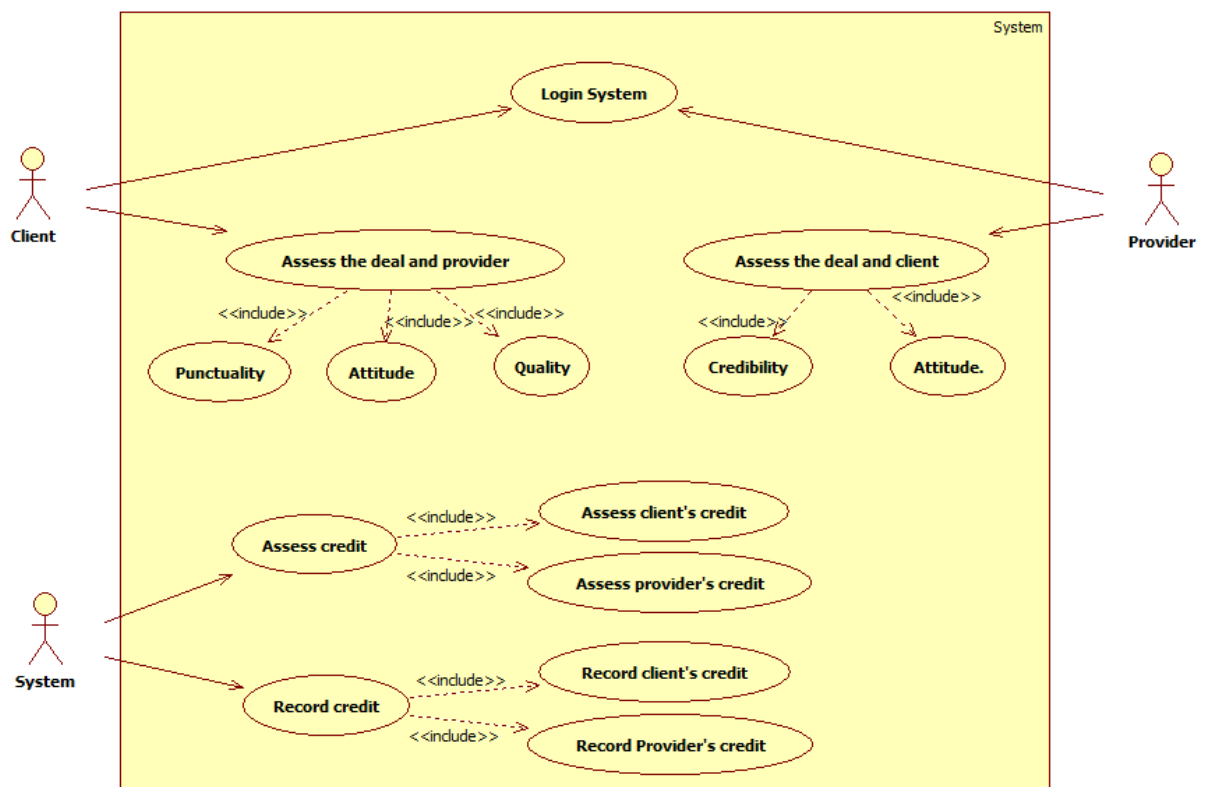 System
Login System
Client
Provider
Assess the deal and provider
Assess the deal and client
<<include>>
<<include>>
<<include>>
<<include>>
<<include>>
Punctuality
Attitude
Quality
Credibility
Attitude.
<<include>>
Assess client's credit
Assess credit
<<include>>
Assess provider's credit
System
<<include>>
Record client's credit
Record credit
<<include>>
Record Provider's credit